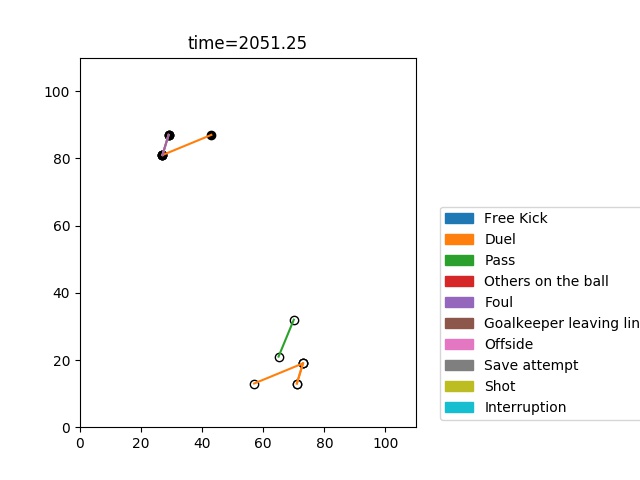 time=2051.25
100
80
60
40
20
0
0 20 40 60 80 100
Free Kick
Duel
Pass
Others on the ball
Foul
Goalkeeper leaving lin
Offside
Save attempt
Shot
Interruption